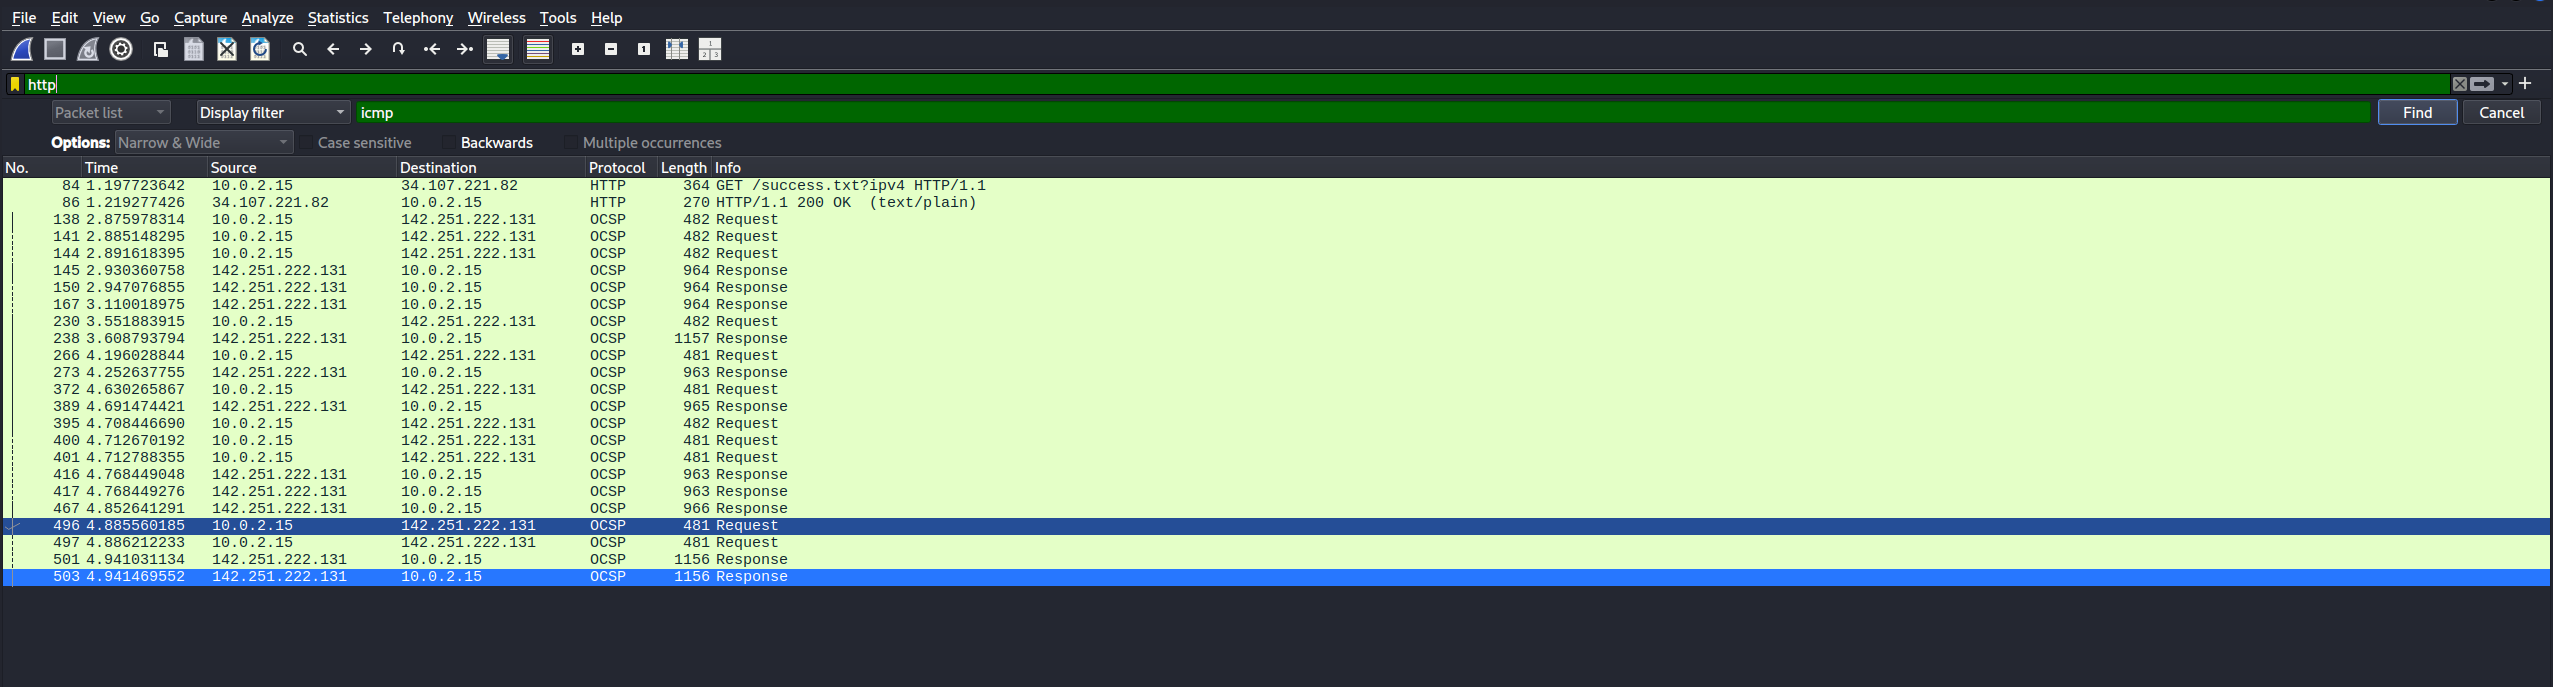 File Edit View Go Capture Analyze Statistics Telephony Wireless Tools Help
http
Packet list Display filter icmp Find Cancel
Options: Narrow & Wide Case sensitive Backwards Multiple occurrences
No. Time Source Destination Protocol Length Info
84 1.197723642 10.0.2.15 34.107.221.82 HTTP 364 GET /success.txt?ipv4 HTTP/1.1
86 1.219277426 34.107.221.82 10.0.2.15 HTTP 270 HTTP/1.1 200 OK (text/plain)
138 2.875978314 10.0.2.15 142.251.222.131 OCSP 482 Request
141 2.885148295 10.0.2.15 142.251.222.131 OCSP 482 Request
144 2.891618395 10.0.2.15 142.251.222.131 OCSP 482 Request
145 2.930360758 142.251.222.131 10.0.2.15 OCSP 964 Response
150 2.947076855 142.251.222.131 10.0.2.15 OCSP 964 Response
167 3.110018975 142.251.222.131 10.0.2.15 OCSP 964 Response
230 3.551883915 10.0.2.15 142.251.222.131 OCSP 482 Request
238 3.608793794 142.251.222.131 10.0.2.15 OCSP 1157 Response
266 4.196028844 10.0.2.15 142.251.222.131 OCSP 481 Request
273 4.252637755 142.251.222.131 10.0.2.15 OCSP 963 Response
372 4.630265867 10.0.2.15 142.251.222.131 OCSP 481 Request
389 4.691474421 142.251.222.131 10.0.2.15 OCSP 965 Response
395 4.708446690 10.0.2.15 142.251.222.131 OCSP 482 Request
400 4.712670192 10.0.2.15 142.251.222.131 OCSP 481 Request
401 4.712788355 10.0.2.15 142.251.222.131 OCSP 481 Request
416 4.768449048 142.251.222.131 10.0.2.15 OCSP 963 Response
417 4.768449276 142.251.222.131 10.0.2.15 OCSP 963 Response
467 4.852641291 142.251.222.131 10.0.2.15 OCSP 966 Response
496 4.885560185 10.0.2.15 142.251.222.131 OCSP 481 Request
497 4.886212233 10.0.2.15 142.251.222.131 OCSP 481 Request
501 4.941031134 142.251.222.131 10.0.2.15 OCSP 1156 Response
503 4.941469552 142.251.222.131 10.0.2.15 OCSP 1156 Response